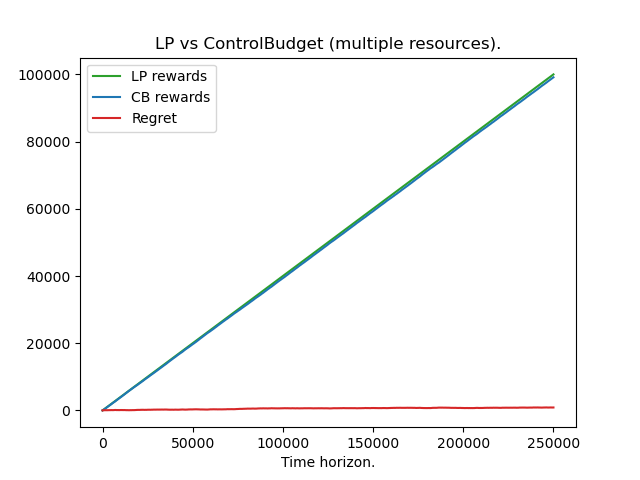 LP vs ControlBudget (multiple resources).
LP rewards
CB rewards
Regret
100000
80000
60000
40000
20000
0
0 50000 100000 150000 200000 250000
Time horizon.